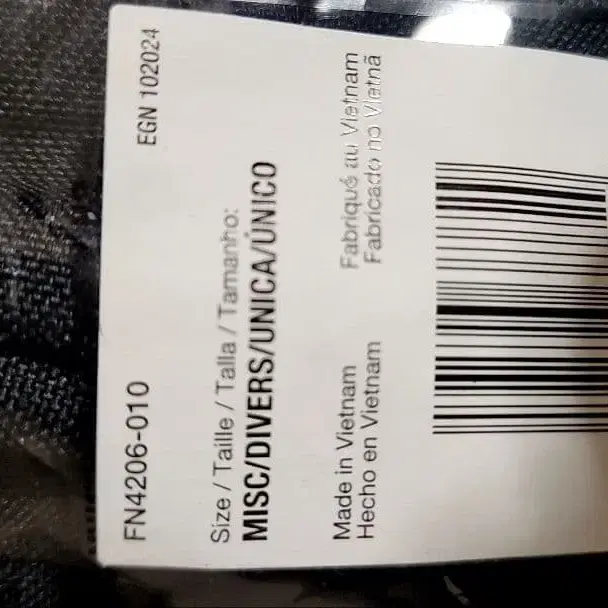 FN4206-010
EGN 102024
Size / Taille / Talla / Tamanho:
MISC/DIVERS/UNICA/ÚNICO
Made in Vietnam
Fabriqué au Vietnam
Hecho en Vietnam
Fabricado no Vietnã